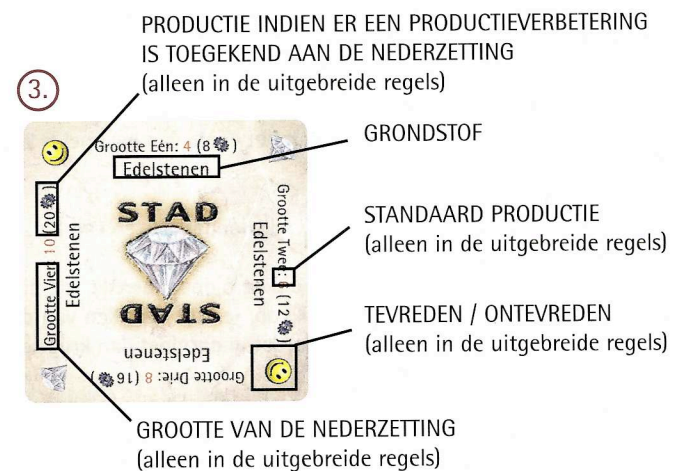 PRODUCTIE INDIEN ER EEN PRODUCTIEVERBETERING
IS TOEGEKEND AAN DE NEDERZETTING
(alleen in de uitgebreide regels)
3.
GRONDSTOF
STANDAARD PRODUCTIE
(alleen in de uitgebreide regels)
TEVREDEN / ONTEVREDEN
(alleen in de uitgebreide regels)
GROOTTE VAN DE NEDERZETTING
(alleen in de uitgebreide regels)
Grootte Eén: 4 (8)
Edelstenen
STAD
Grootte Twee: 6 (12)
Edelstenen
Grootte Drie: 8 (16)
Edelstenen
STAD
Grootte Vier: 10 (20)
Edelstenen